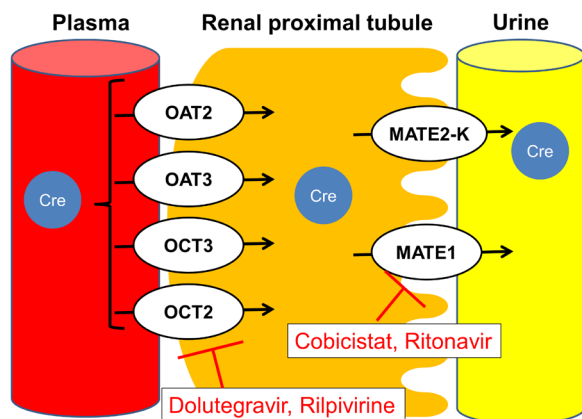 Plasma
Renal proximal tubule
Urine
OAT2
MATE2-K
OAT3
Cre
Cre
Cre
OCT3
MATE1
OCT2
Cobicistat, Ritonavir
Dolutegravir, Rilpivirine